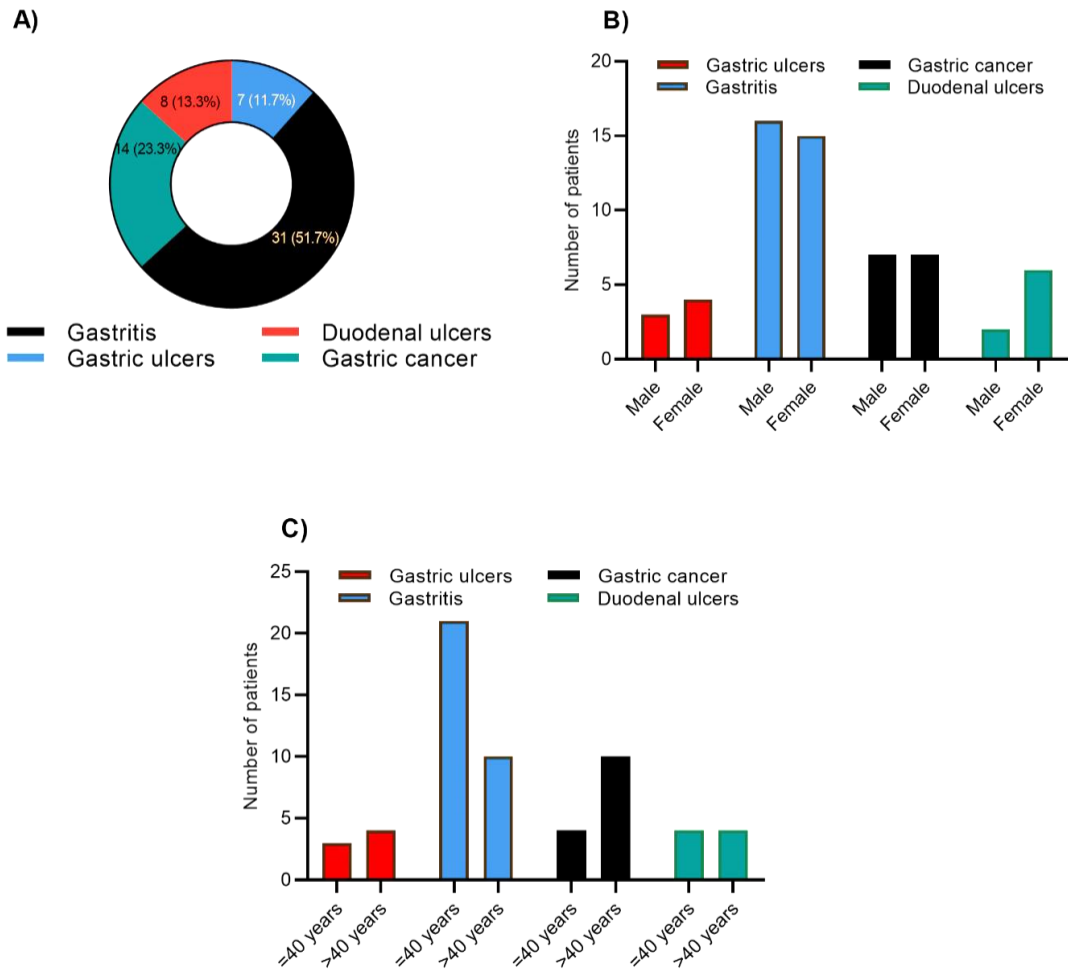 A)
8 (13.3%)
7 (11.7%)
14 (23.3%)
31 (51.7%)
Gastritis
Duodenal ulcers
Gastric ulcers
Gastric cancer
B)
Gastric ulcers
Gastric cancer
Gastritis
Duodenal ulcers
Number of patients
20
15
10
5
0
Male
Female
Male
Female
Male
Female
Male
Female
C)
Gastric ulcers
Gastric cancer
Gastritis
Duodenal ulcers
Number of patients
25
20
15
10
5
0
=40 years
>40 years
=40 years
>40 years
=40 years
>40 years
=40 years
>40 years